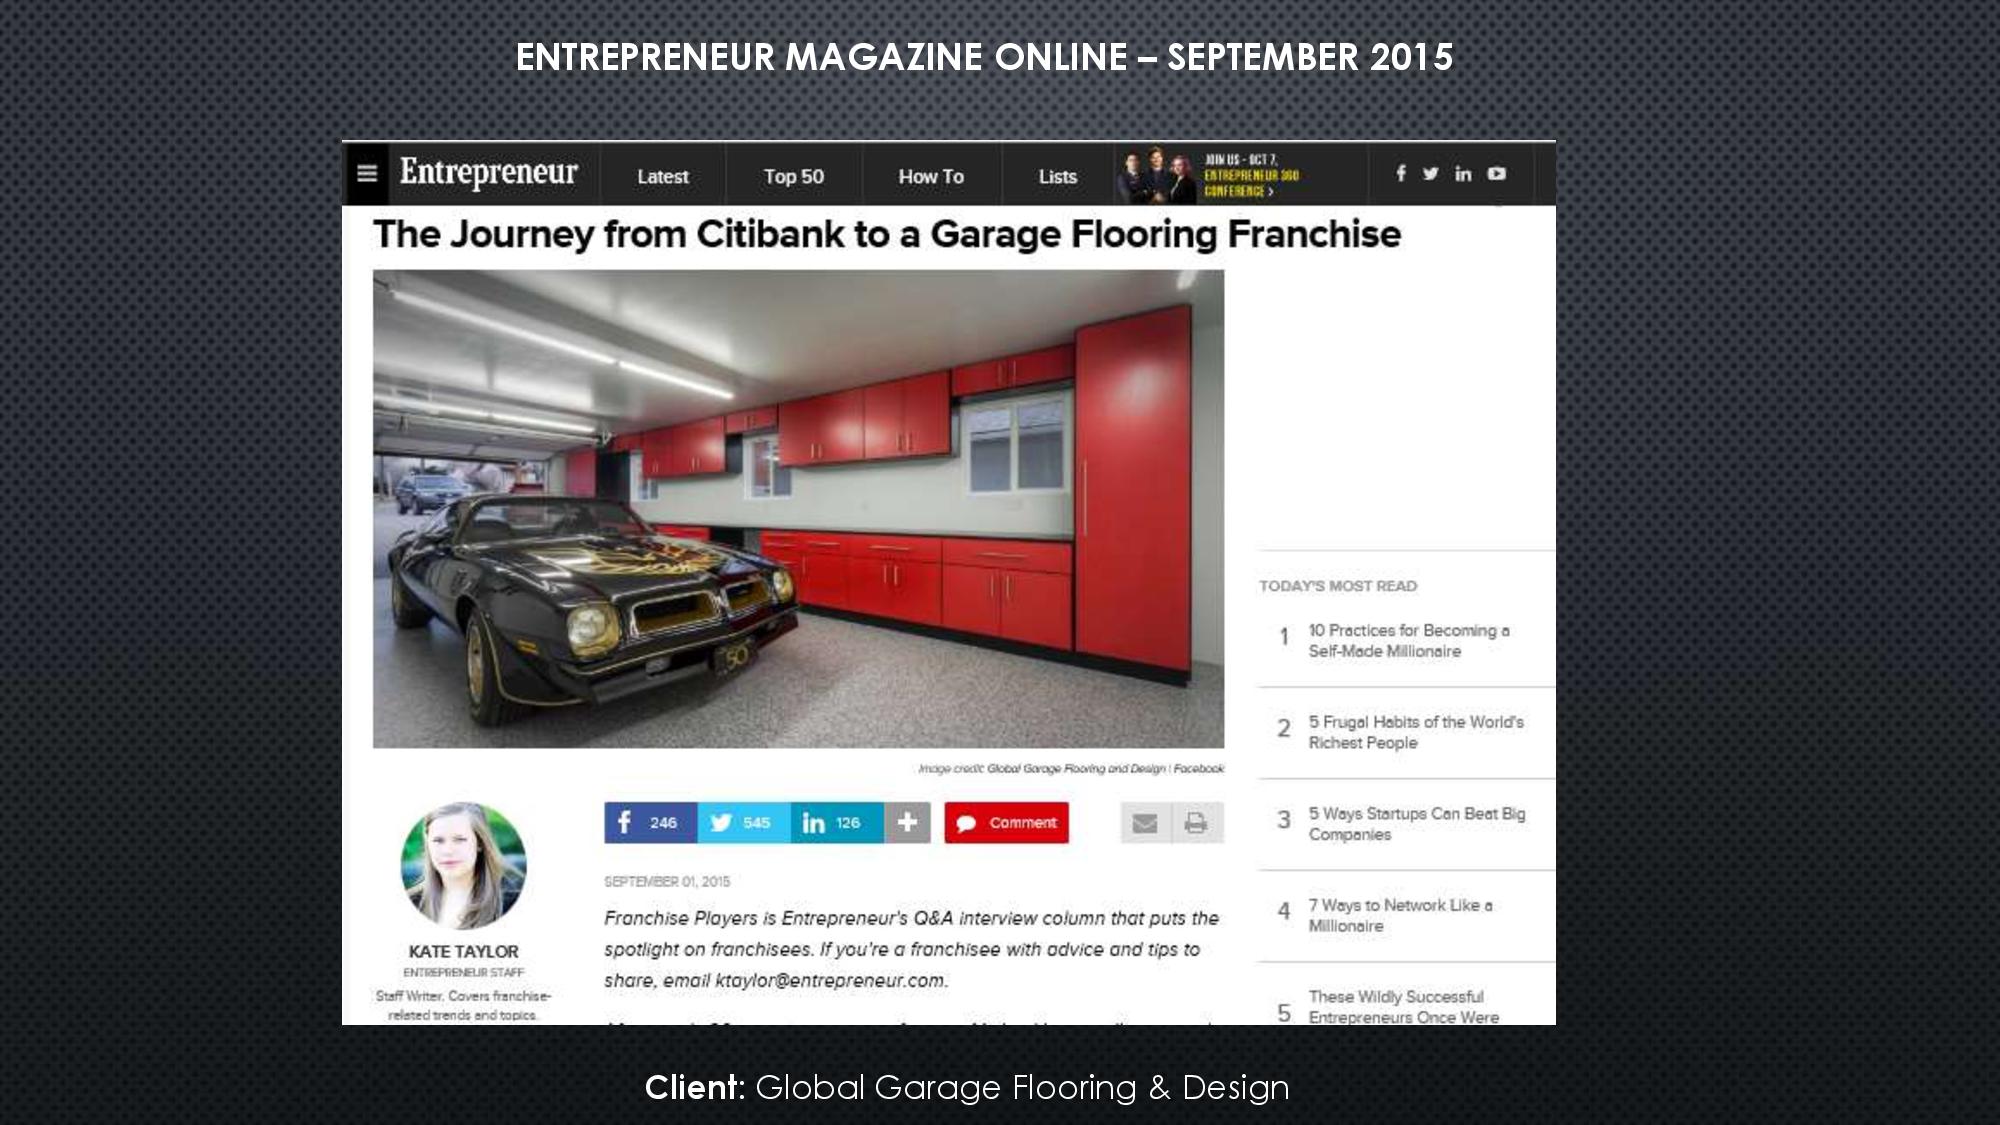 ENTREPRENEUR MAGAZINE ONLINE – SEPTEMBER 2015
Entrepreneur
Latest
Top 50
How To
Lists
JOIN US - OCT 7,
ENTREPRENEUR 360
CONFERENCE >
The Journey from Citibank to a Garage Flooring Franchise
50
Image credit: Global Garage Flooring and Design | Facebook
246
545
126
Comment
KATE TAYLOR
ENTREPRENEUR STAFF
Staff Writer. Covers franchise-
related trends and topics.
SEPTEMBER 01, 2015
Franchise Players is Entrepreneur's Q&A interview column that puts the
spotlight on franchisees. If you're a franchisee with advice and tips to
share, email ktaylor@entrepreneur.com.
TODAY'S MOST READ
1
10 Practices for Becoming a
Self-Made Millionaire
2
5 Frugal Habits of the World's
Richest People
3
5 Ways Startups Can Beat Big
Companies
4
7 Ways to Network Like a
Millionaire
5
These Wildly Successful
Entrepreneurs Once Were
Client: Global Garage Flooring & Design